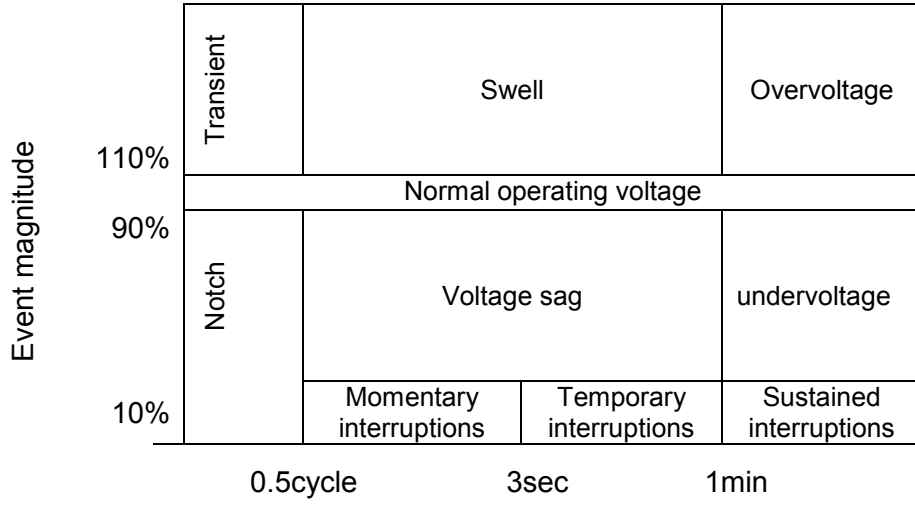 Event magnitude
Transient
Swell
Overvoltage
110%
Normal operating voltage
90%
Notch
Voltage sag
undervoltage
10%
Momentary
interruptions
Temporary
interruptions
Sustained
interruptions
0.5cycle
3sec
1min